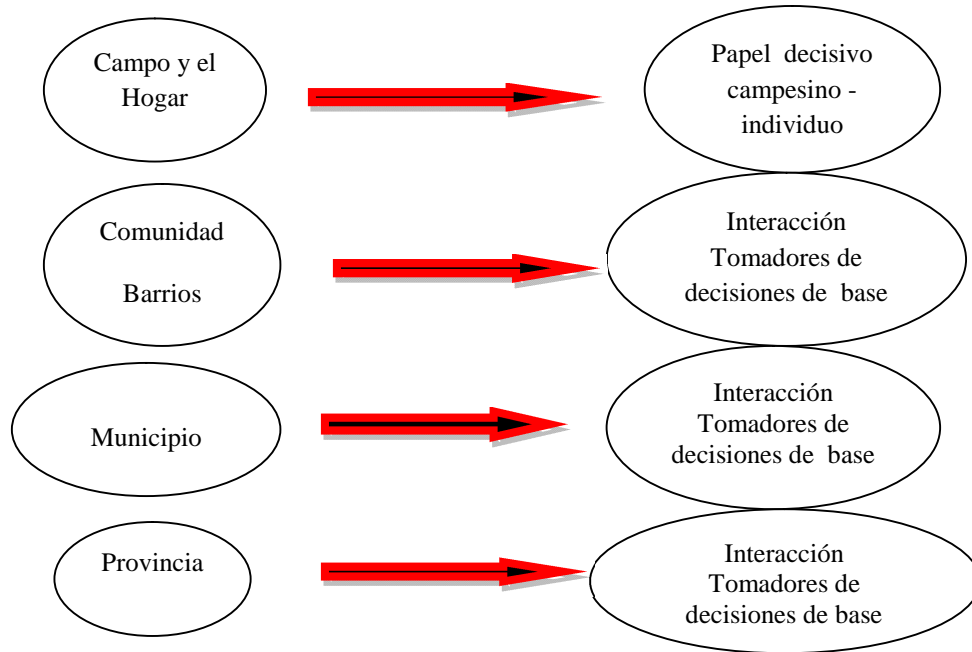 Campo y el
Hogar
Papel decisivo
campesino -
individuo
Comunidad
Barrios
Interacción
Tomadores de
decisiones de base
Municipio
Interacción
Tomadores de
decisiones de base
Provincia
Interacción
Tomadores de
decisiones de base